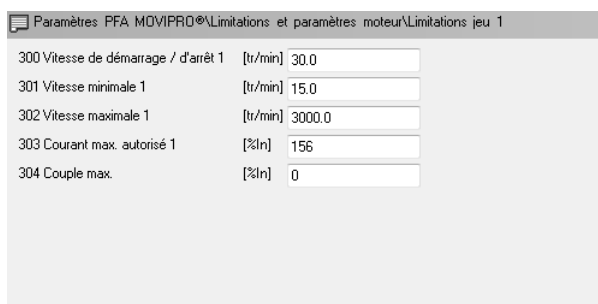 Paramètres PFA MOVIPRO®\Limitations et paramètres moteur\Limitations jeu 1
300 Vitesse de démarrage / d'arrêt 1 [tr/min] 30.0
301 Vitesse minimale 1 [tr/min] 15.0
302 Vitesse maximale 1 [tr/min] 3000.0
303 Courant max. autorisé 1 [%In] 156
304 Couple max. [%In] 0